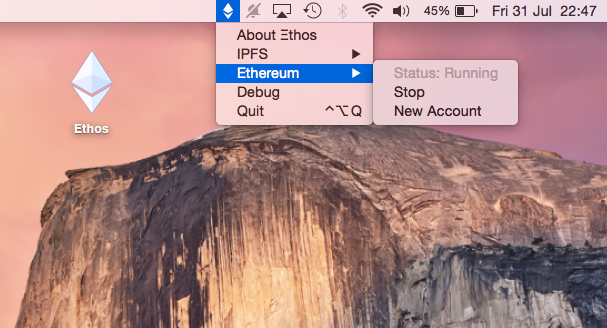 45% Fri 31 Jul 22:47
About Ξthos
IPFS
Ethereum
Debug
Quit ^⌥Q
Status: Running
Stop
New Account
Ethos